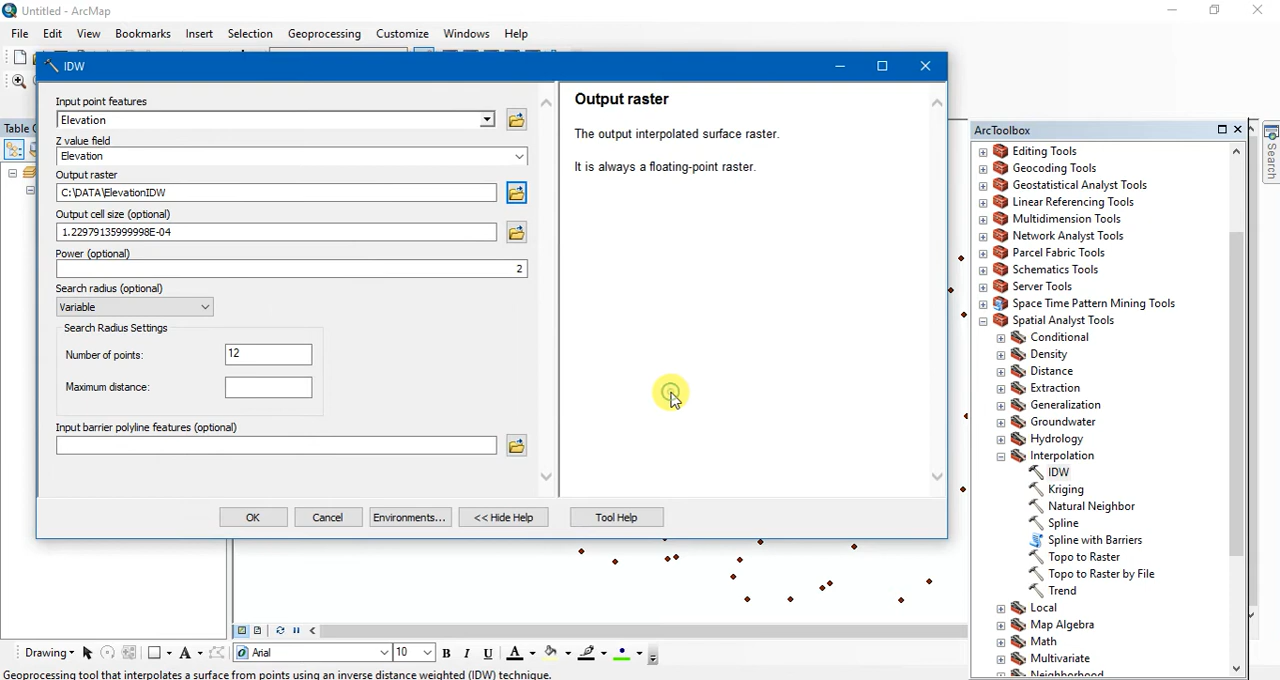 Untitled - ArcMap
File Edit View Bookmarks Insert Selection Geoprocessing Customize Windows Help
IDW
Input point features
Elevation
Z value field
Elevation
Output raster
C:\DATA\ElevationIDW
Output cell size (optional)
1.22979135999998E-04
Power (optional)
2
Search radius (optional)
Variable
Search Radius Settings
Number of points: 12
Maximum distance:
Input barrier polyline features (optional)
OK Cancel Environments... << Hide Help Tool Help
Output raster
The output interpolated surface raster.
It is always a floating-point raster.
Table
ArcToolbox
Editing Tools
Geocoding Tools
Geostatistical Analyst Tools
Linear Referencing Tools
Multidimension Tools
Network Analyst Tools
Parcel Fabric Tools
Schematics Tools
Server Tools
Space Time Pattern Mining Tools
Spatial Analyst Tools
Conditional
Density
Distance
Extraction
Generalization
Groundwater
Hydrology
Interpolation
IDW
Kriging
Natural Neighbor
Spline
Spline with Barriers
Topo to Raster
Topo to Raster by File
Trend
Local
Map Algebra
Math
Multivariate
Neighborhood
Search
Drawing A Arial 10 B I U A
Geoprocessing tool that interpolates a surface from points using an inverse distance weighted (IDW) technique.